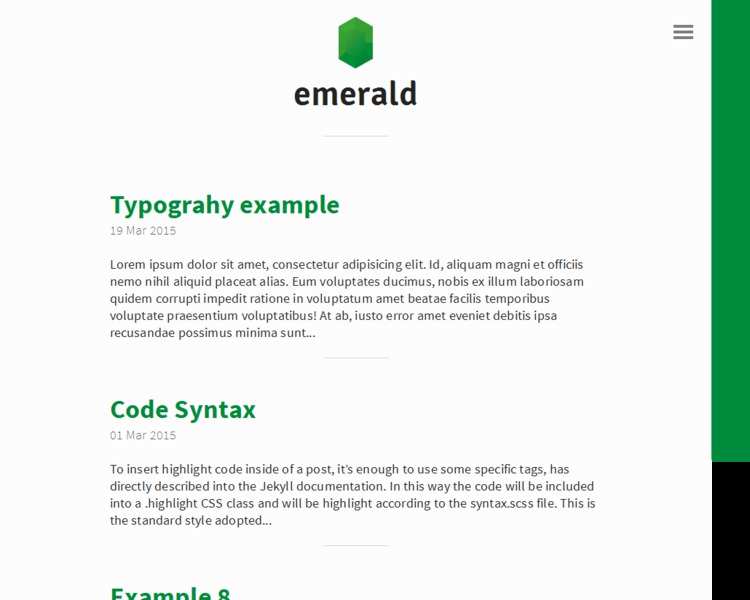 emerald
Typograhy example
19 Mar 2015
Lorem ipsum dolor sit amet, consectetur adipisicing elit. Id, aliquam magni et officiis
nemo nihil aliquid placeat alias. Eum voluptates ducimus, nobis ex illum laboriosam
quidem corrupti impedit ratione in voluptatum amet beatae facilis temporibus
voluptate praesentium voluptatibus! At ab, iusto error amet eveniet debitis ipsa
recusandae possimus minima sunt...
Code Syntax
01 Mar 2015
To insert highlight code inside of a post, it's enough to use some specific tags, has
directly described into the Jekyll documentation. In this way the code will be included
into a .highlight CSS class and will be highlight according to the syntax.scss file. This is
the standard style adopted...
Example 8